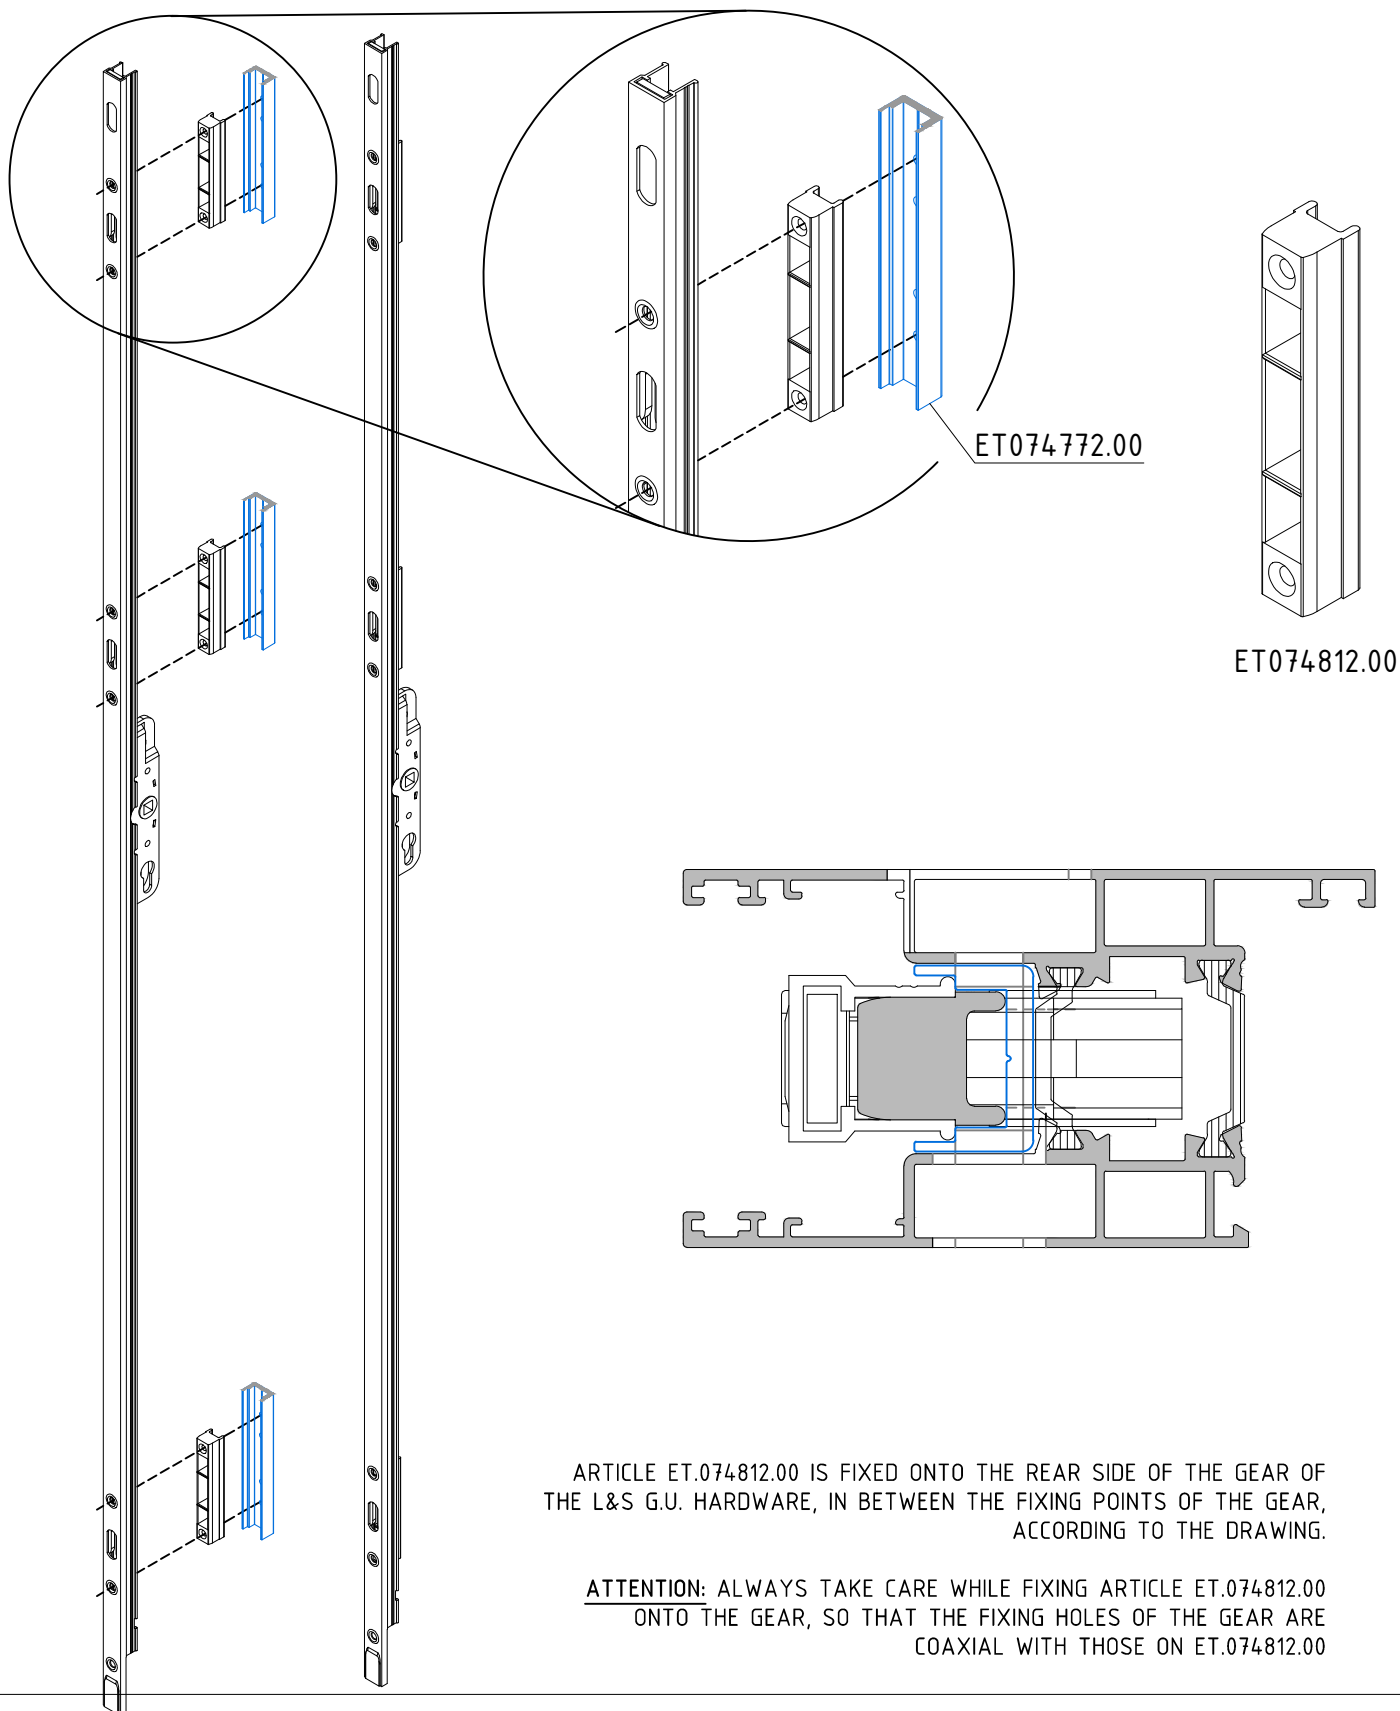 ET074772.00
ET074812.00
ARTICLE ET.074812.00 IS FIXED ONTO THE REAR SIDE OF THE GEAR OF
THE L&S G.U. HARDWARE, IN BETWEEN THE FIXING POINTS OF THE GEAR,
ACCORDING TO THE DRAWING.
ATTENTION: ALWAYS TAKE CARE WHILE FIXING ARTICLE ET.074812.00
ONTO THE GEAR, SO THAT THE FIXING HOLES OF THE GEAR ARE
COAXIAL WITH THOSE ON ET.074812.00